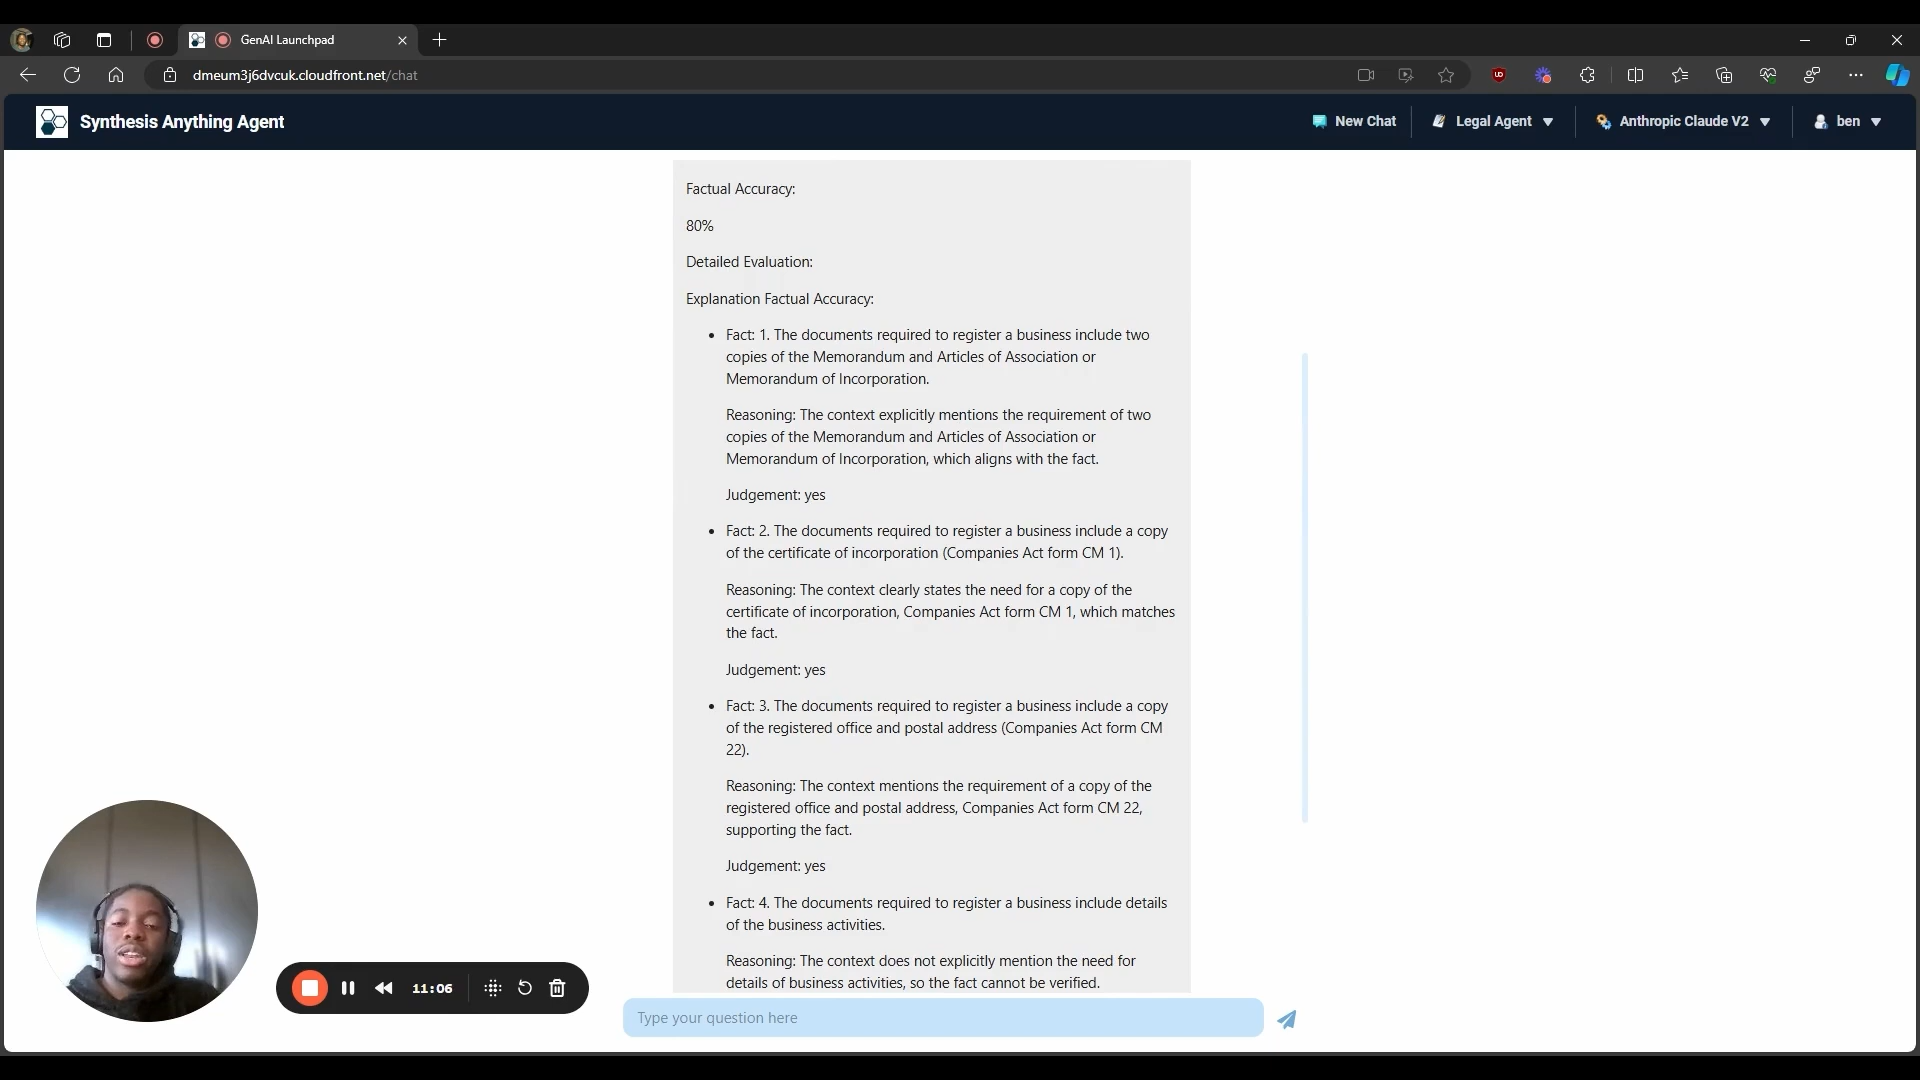 GenAI Launchpad
dmeum3j6dvcuk.cloudfront.net/chat
Synthesis Anything Agent
New Chat
Legal Agent
Anthropic Claude V2
ben
Factual Accuracy:
80%
Detailed Evaluation:
Explanation Factual Accuracy:
• Fact: 1. The documents required to register a business include two
copies of the Memorandum and Articles of Association or
Memorandum of Incorporation.
Reasoning: The context explicitly mentions the requirement of two
copies of the Memorandum and Articles of Association or
Memorandum of Incorporation, which aligns with the fact.
Judgement: yes
• Fact: 2. The documents required to register a business include a copy
of the certificate of incorporation (Companies Act form CM 1).
Reasoning: The context clearly states the need for a copy of the
certificate of incorporation, Companies Act form CM 1, which matches
the fact.
Judgement: yes
• Fact: 3. The documents required to register a business include a copy
of the registered office and postal address (Companies Act form CM
22).
Reasoning: The context mentions the requirement of a copy of the
registered office and postal address, Companies Act form CM 22,
supporting the fact.
Judgement: yes
• Fact: 4. The documents required to register a business include details
of the business activities.
Reasoning: The context does not explicitly mention the need for
details of business activities, so the fact cannot be verified.
11:06
Type your question here